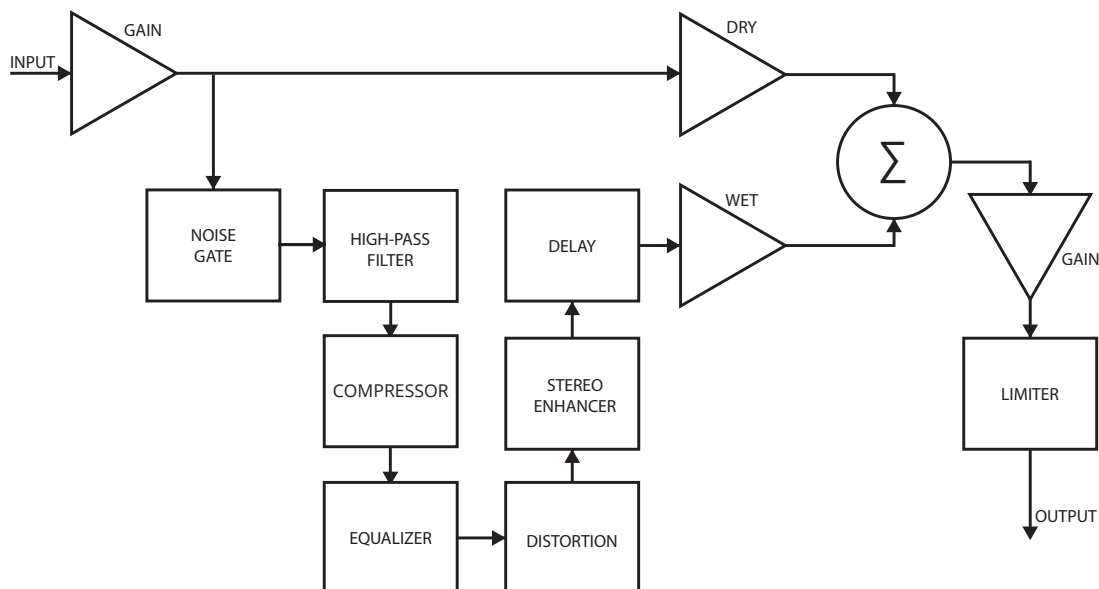 GAIN
DRY
INPUT
Σ
NOISE
GATE
HIGH-PASS
FILTER
DELAY
WET
GAIN
COMPRESSOR
STEREO
ENHANCER
LIMITER
EQUALIZER
DISTORTION
OUTPUT